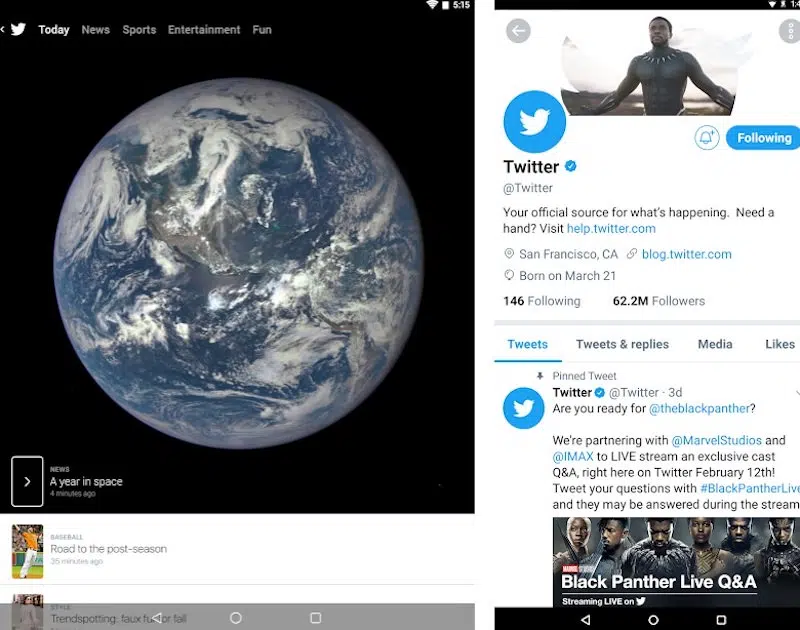 5:15
Today News Sports Entertainment Fun
NEWS
A year in space
4 minutes ago
BASEBALL
Road to the post-season
35 minutes ago
STYLE
Trendspotting: faux fur or fall
1:4
Following
Twitter
@Twitter
Your official source for what's happening. Need a
hand? Visit help.twitter.com
San Francisco, CA blog.twitter.com
Born on March 21
146 Following 62.2M Followers
Tweets Tweets & replies Media Likes
Pinned Tweet
Twitter @Twitter · 3d
Are you ready for @theblackpanther?
We're partnering with @MarvelStudios and
@IMAX to LIVE stream an exclusive cast
Q&A, right here on Twitter February 12th!
Tweet your questions with #BlackPantherLive
and they may be answered during the stream
MARVEL STUDIOS
Black Panther Live Q&A
Streaming LIVE on